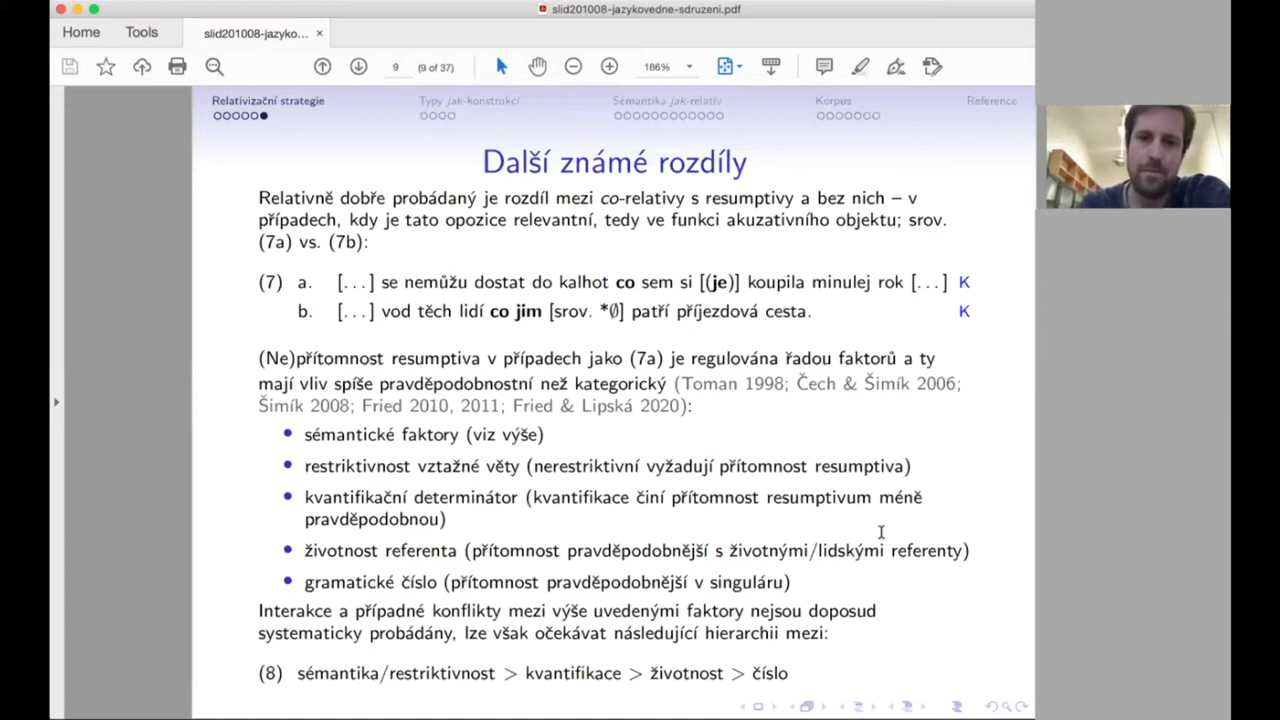 slid201008-jazykovedne-sdruzeni.pdf
Home Tools slid201008-jazyko... ×
9 (9 of 37) 186%
Relativizační strategie Typy jak-konstrukcí Sémantika jak-relativ Korpus Reference
Další známé rozdíly
Relativně dobře probádaný je rozdíl mezi co-relativy s resumptivy a bez nich – v
případech, kdy je tato opozice relevantní, tedy ve funkci akuzativního objektu; srov.
(7a) vs. (7b):
(7) a. [...] se nemůžu dostat do kalhot co sem si [(je)] koupila minulej rok [...] K
b. [...] vod těch lidí co jim [srov. *∅] patří příjezdová cesta. K
(Ne)přítomnost resumptiva v případech jako (7a) je regulována řadou faktorů a ty
mají vliv spíše pravděpodobnostní než kategorický (Toman 1998; Čech & Šimík 2006;
Šimík 2008; Fried 2010, 2011; Fried & Lipská 2020):
• sémantické faktory (viz výše)
• restriktivnost vztažné věty (nerestriktivní vyžadují přítomnost resumptiva)
• kvantifikační determinátor (kvantifikace činí přítomnost resumptivum méně
pravděpodobnou)
• životnost referenta (přítomnost pravděpodobnější s životnými/lidskými referenty)
• gramatické číslo (přítomnost pravděpodobnější v singuláru)
Interakce a případné konflikty mezi výše uvedenými faktory nejsou doposud
systematicky probádány, lze však očekávat následující hierarchii mezi:
(8) sémantika/restriktivnost > kvantifikace > životnost > číslo